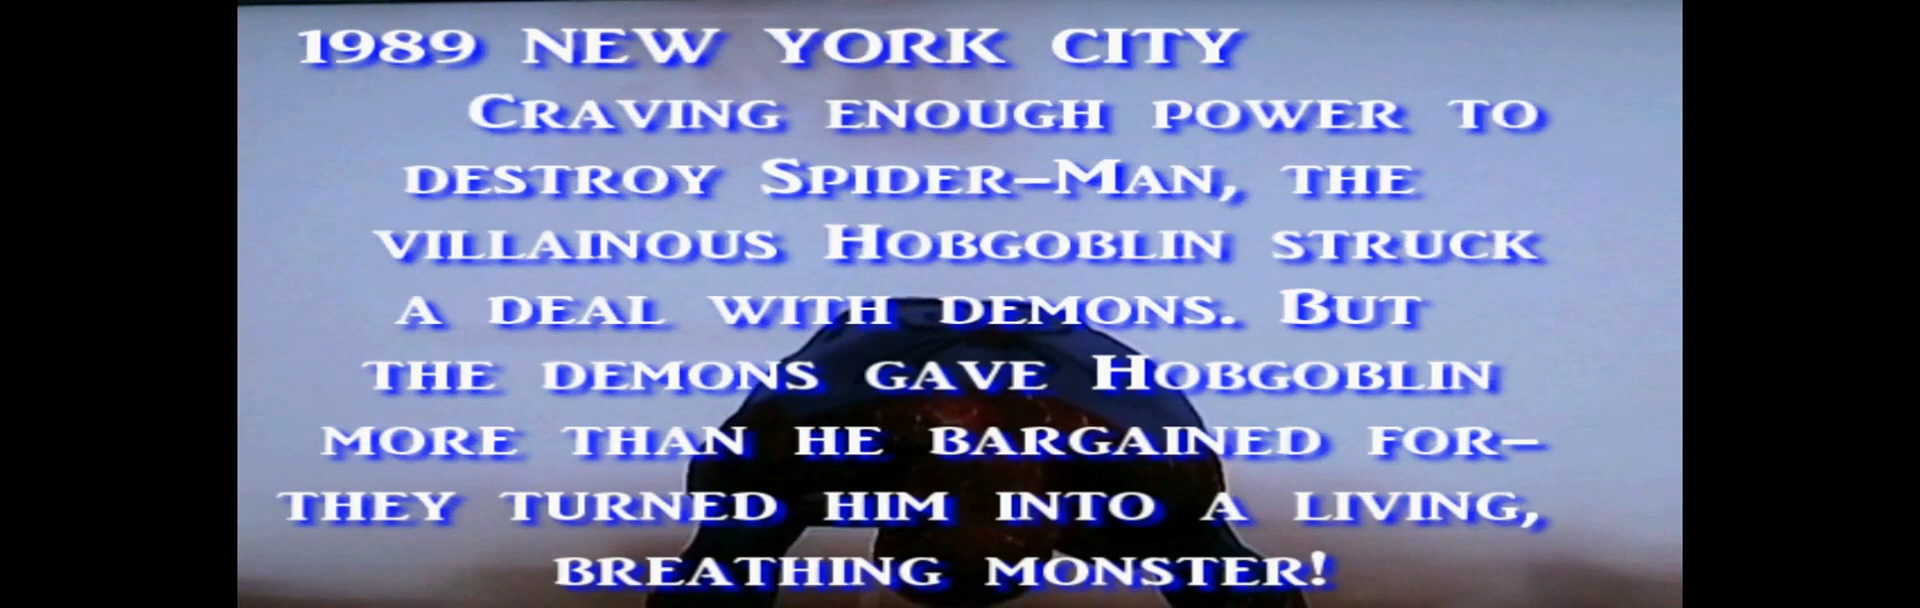 1989 NEW YORK CITY
CRAVING ENOUGH POWER TO
DESTROY SPIDER-MAN, THE
VILLAINOUS HOBGOBLIN STRUCK
A DEAL WITH DEMONS. BUT
THE DEMONS GAVE HOBGOBLIN
MORE THAN HE BARGAINED FOR-
THEY TURNED HIM INTO A LIVING,
BREATHING MONSTER!